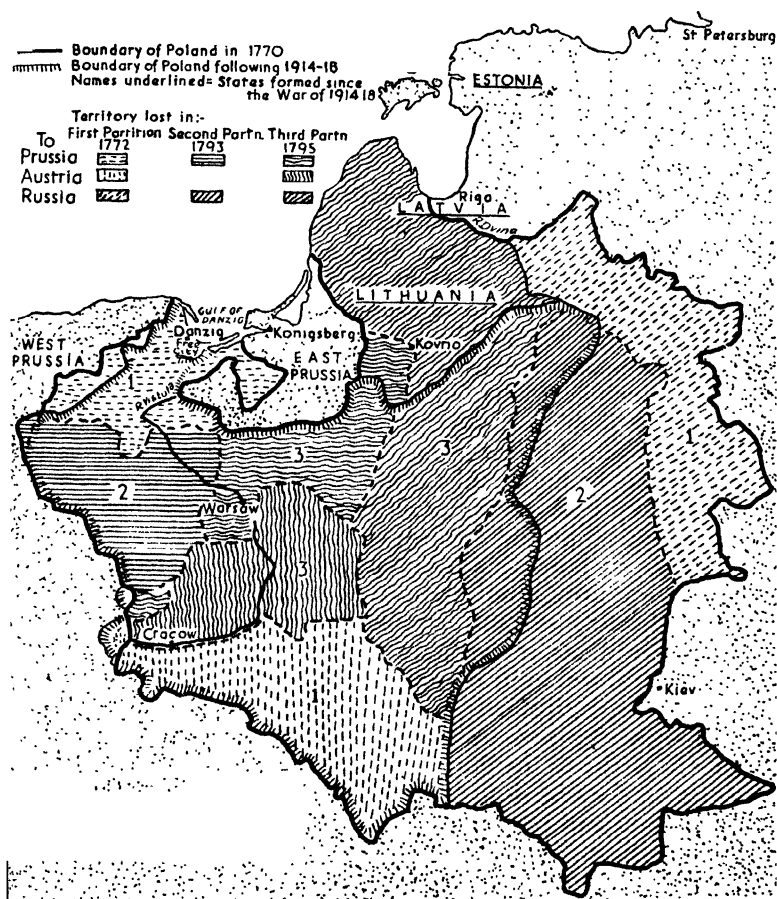 Boundary of Poland in 1770
Boundary of Poland following 1914-18
Names underlined = States formed since
the War of 1914 18
Territory lost in:-
First Parrition Second Partn. Third Partn
To 1772 1793 1795
Prussia
Austria
Russia
St Petersburg
ESTONIA
Riga
LATVIA
R. Dvina
LITHUANIA
GULF OF
DANZIG
Danzig
Free
City
Konigsberg
Kovno
WEST
PRUSSIA
EAST
PRUSSIA
1
R. Vistula
3
3
1
2
2
Warsaw
3
Cracow
1
Kiev